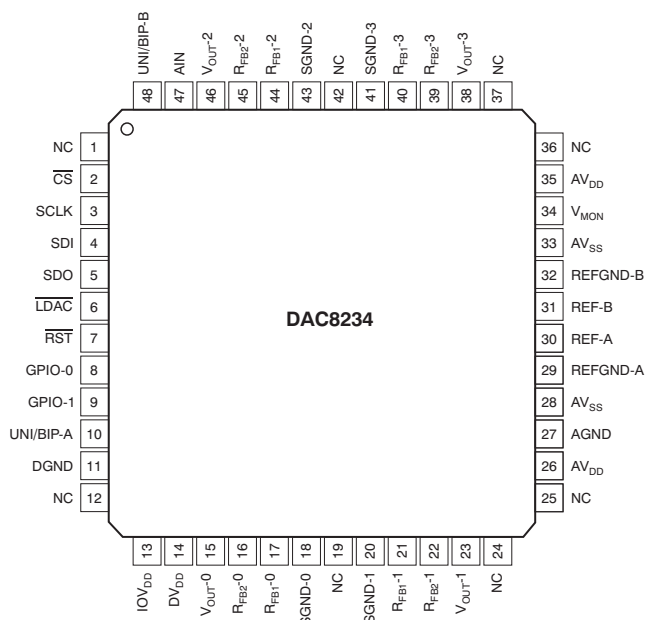 UNI/BIP-B AIN VOUT-2 RFB2-2 RFB1-2 SGND-2 NC SGND-3 RFB1-3 RFB2-3 VOUT-3 NC
48 47 46 45 44 43 42 41 40 39 38 37
NC 1
CS 2
SCLK 3
SDI 4
SDO 5
LDAC 6
RST 7
GPIO-0 8
GPIO-1 9
UNI/BIP-A 10
DGND 11
NC 12
DAC8234
36 NC
35 AVDD
34 VMON
33 AVSS
32 REFGND-B
31 REF-B
30 REF-A
29 REFGND-A
28 AVSS
27 AGND
26 AVDD
25 NC
13 14 15 16 17 18 19 20 21 22 23 24
IOVDD DVDD VOUT-0 RFB2-0 RFB1-0 SGND-0 NC SGND-1 RFB1-1 RFB2-1 VOUT-1 NC